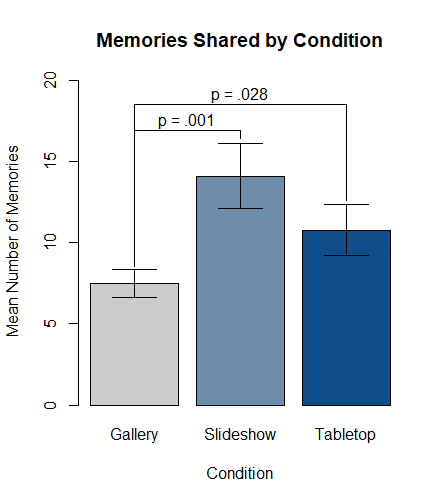 Memories Shared by Condition
p = .028
p = .001
Mean Number of Memories
20
15
10
5
0
Gallery Slideshow Tabletop
Condition